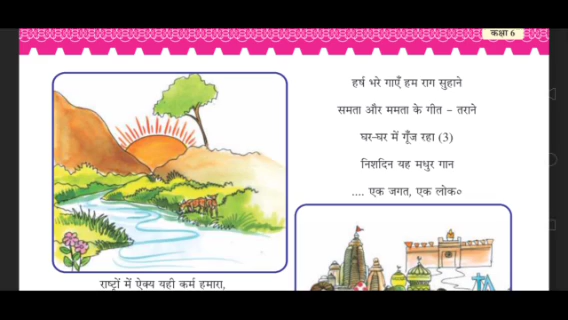 कक्षा 6
हर्ष भरे गाएँ हम राग सुहाने
समता और ममता के गीत – तराने
घर-घर में गूँज रहा (3)
निशदिन यह मधुर गान
.... एक जगत, एक लोक०
राष्ट्रों में ऐक्य यही कर्म हमारा,